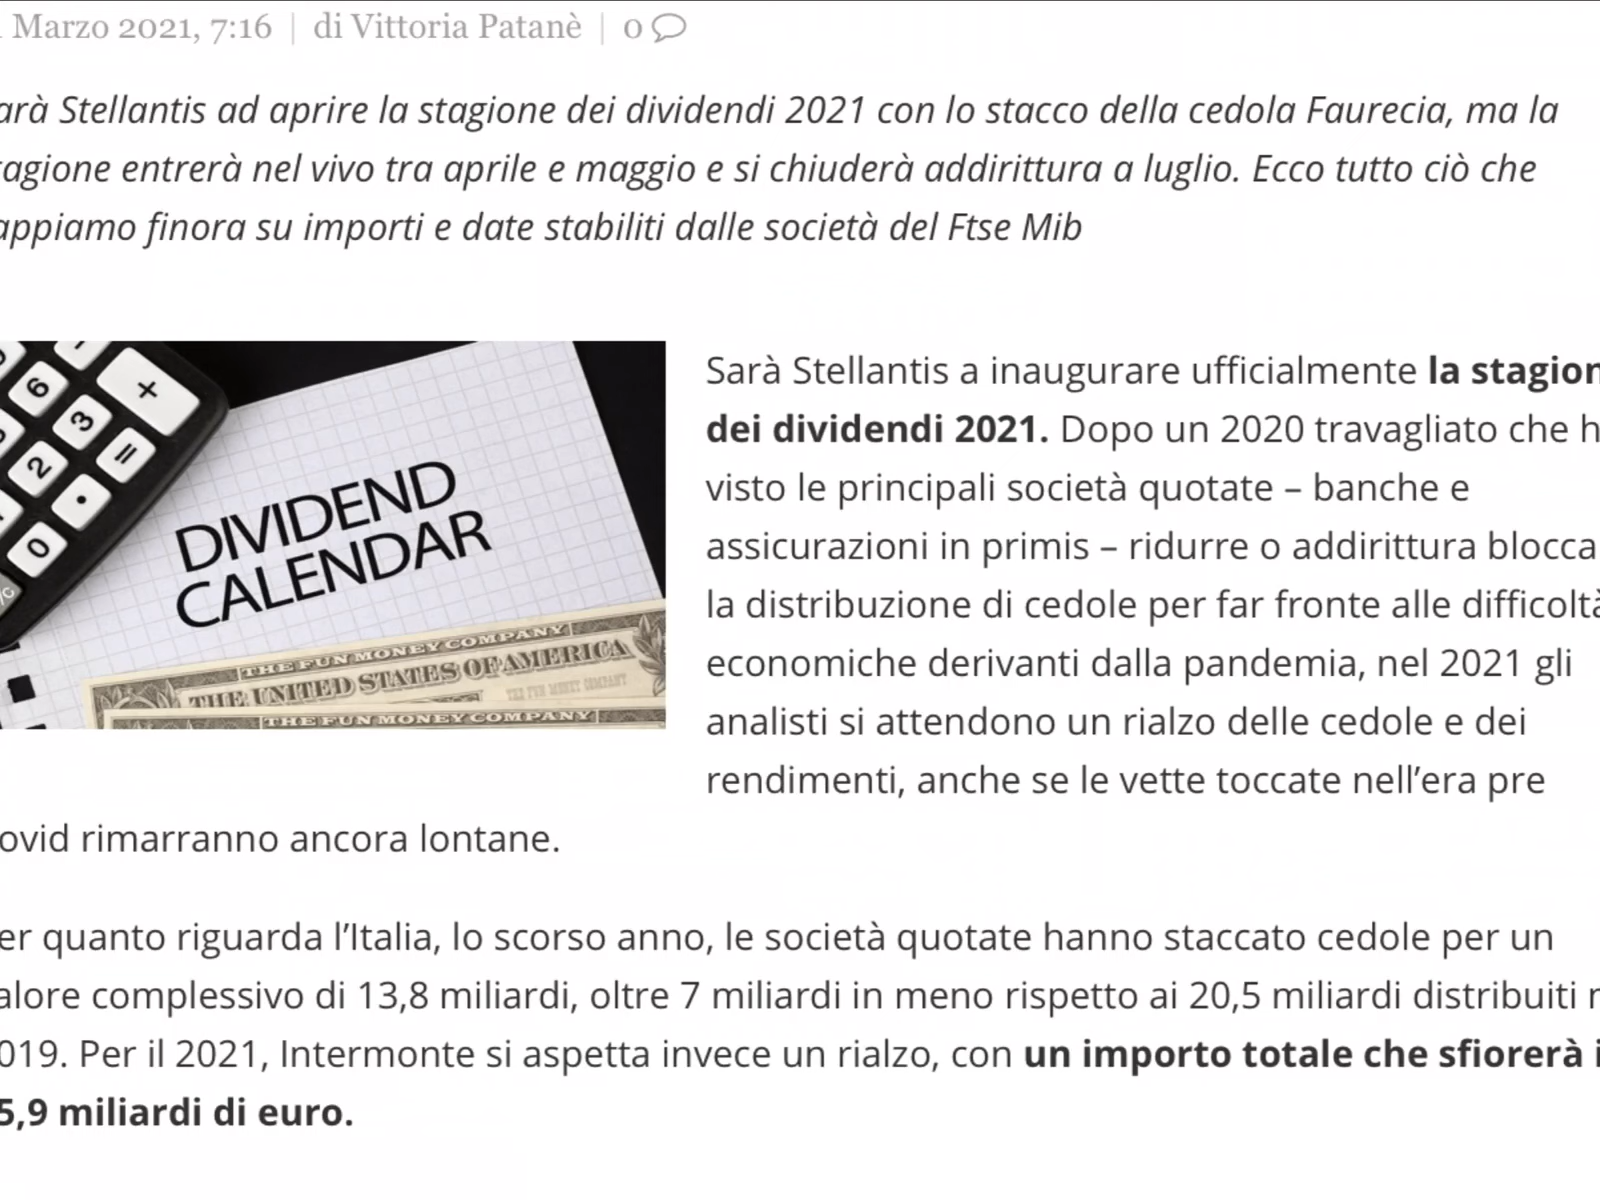 Marzo 2021, 7:16 | di Vittoria Patanè | 0
arà Stellantis ad aprire la stagione dei dividendi 2021 con lo stacco della cedola Faurecia, ma la
tagione entrerà nel vivo tra aprile e maggio e si chiuderà addirittura a luglio. Ecco tutto ciò che
appiamo finora su importi e date stabiliti dalle società del Ftse Mib
6
+
3
=
2
•
0
DIVIDEND
CALENDAR
THE FUN MONEY COMPANY
THE UNITED STATES OF AMERICA
THE FUN MONEY COMPANY
THE FUN MONEY COMPANY
Sarà Stellantis a inaugurare ufficialmente la stagion
dei dividendi 2021. Dopo un 2020 travagliato che h
visto le principali società quotate – banche e
assicurazioni in primis – ridurre o addirittura blocca
la distribuzione di cedole per far fronte alle difficoltà
economiche derivanti dalla pandemia, nel 2021 gli
analisti si attendono un rialzo delle cedole e dei
rendimenti, anche se le vette toccate nell’era pre
ovid rimarranno ancora lontane.
er quanto riguarda l’Italia, lo scorso anno, le società quotate hanno staccato cedole per un
alore complessivo di 13,8 miliardi, oltre 7 miliardi in meno rispetto ai 20,5 miliardi distribuiti
019. Per il 2021, Intermonte si aspetta invece un rialzo, con un importo totale che sfiorerà i
5,9 miliardi di euro.